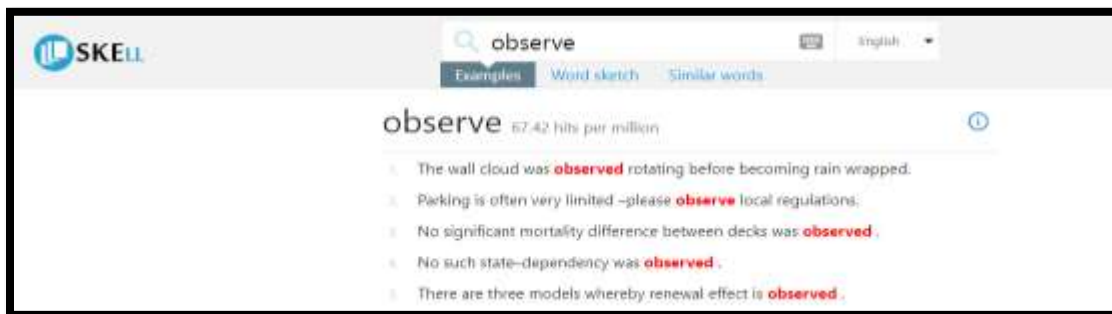 SKELL
observe English
Examples Word sketch Similar words
observe 67.42 hits per million
The wall cloud was observed rotating before becoming rain wrapped.
Parking is often very limited –please observe local regulations.
No significant mortality difference between decks was observed .
No such state–dependency was observed .
There are three models whereby renewal effect is observed .